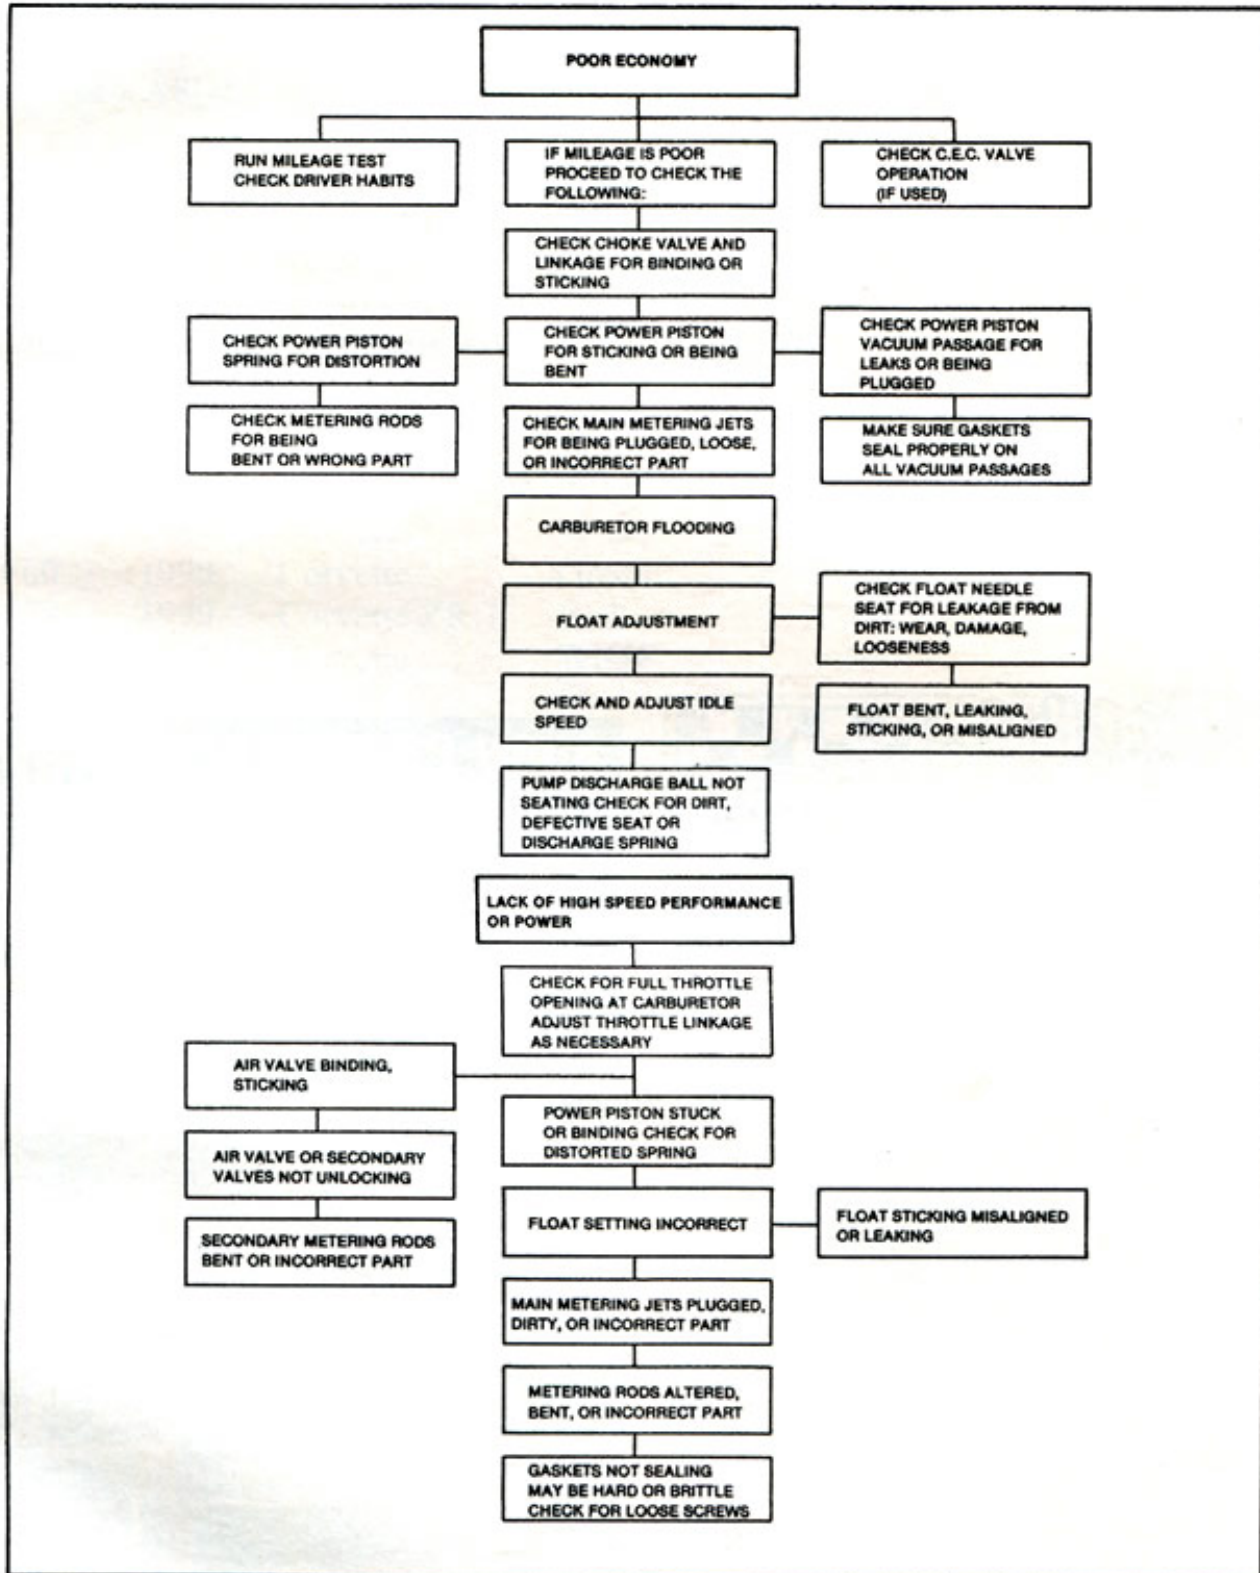 POOR ECONOMY
RUN MILEAGE TEST
CHECK DRIVER HABITS
IF MILEAGE IS POOR
PROCEED TO CHECK THE
FOLLOWING:
CHECK C.E.C. VALVE
OPERATION
(IF USED)
CHECK CHOKE VALVE AND
LINKAGE FOR BINDING OR
STICKING
CHECK POWER PISTON
SPRING FOR DISTORTION
CHECK POWER PISTON
FOR STICKING OR BEING
BENT
CHECK POWER PISTON
VACUUM PASSAGE FOR
LEAKS OR BEING
PLUGGED
CHECK METERING RODS
FOR BEING
BENT OR WRONG PART
CHECK MAIN METERING JETS
FOR BEING PLUGGED, LOOSE,
OR INCORRECT PART
MAKE SURE GASKETS
SEAL PROPERLY ON
ALL VACUUM PASSAGES
CARBURETOR FLOODING
FLOAT ADJUSTMENT
CHECK FLOAT NEEDLE
SEAT FOR LEAKAGE FROM
DIRT: WEAR, DAMAGE,
LOOSENESS
CHECK AND ADJUST IDLE
SPEED
FLOAT BENT, LEAKING,
STICKING, OR MISALIGNED
PUMP DISCHARGE BALL NOT
SEATING CHECK FOR DIRT,
DEFECTIVE SEAT OR
DISCHARGE SPRING
LACK OF HIGH SPEED PERFORMANCE
OR POWER
CHECK FOR FULL THROTTLE
OPENING AT CARBURETOR
ADJUST THROTTLE LINKAGE
AS NECESSARY
AIR VALVE BINDING,
STICKING
POWER PISTON STUCK
OR BINDING CHECK FOR
DISTORTED SPRING
AIR VALVE OR SECONDARY
VALVES NOT UNLOCKING
FLOAT SETTING INCORRECT
FLOAT STICKING MISALIGNED
OR LEAKING
SECONDARY METERING RODS
BENT OR INCORRECT PART
MAIN METERING JETS PLUGGED,
DIRTY, OR INCORRECT PART
METERING RODS ALTERED,
BENT, OR INCORRECT PART
GASKETS NOT SEALING
MAY BE HARD OR BRITTLE
CHECK FOR LOOSE SCREWS